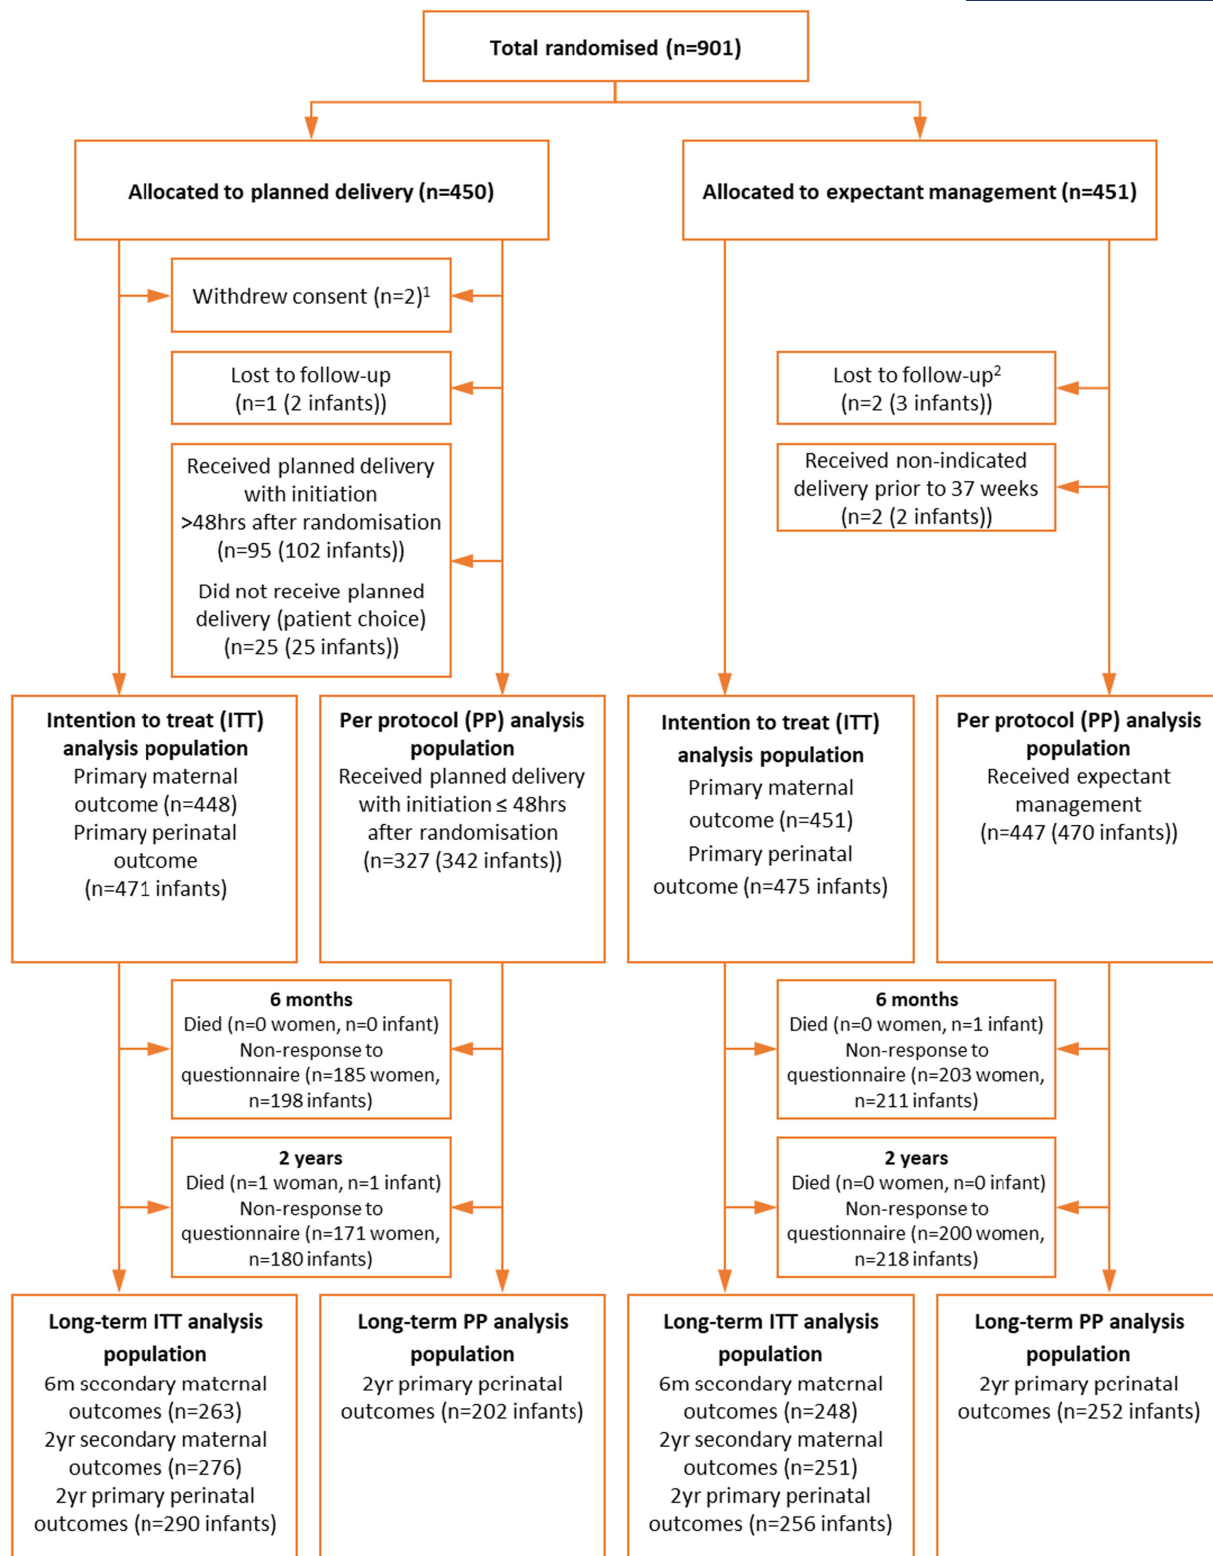 Total randomised (n=901)
Allocated to planned delivery (n=450)
Allocated to expectant management (n=451)
Withdrew consent (n=2)¹
Lost to follow-up
(n=1 (2 infants))
Lost to follow-up²
(n=2 (3 infants))
Received planned delivery
with initiation
>48hrs after randomisation
(n=95 (102 infants))
Did not receive planned
delivery (patient choice)
(n=25 (25 infants))
Received non-indicated
delivery prior to 37 weeks
(n=2 (2 infants))
Intention to treat (ITT)
analysis population
Primary maternal
outcome (n=448)
Primary perinatal
outcome
(n=471 infants)
Per protocol (PP) analysis
population
Received planned delivery
with initiation ≤ 48hrs
after randomisation
(n=327 (342 infants))
Intention to treat (ITT)
analysis population
Primary maternal
outcome (n=451)
Primary perinatal
outcome (n=475 infants)
Per protocol (PP) analysis
population
Received expectant
management
(n=447 (470 infants))
6 months
Died (n=0 women, n=0 infant)
Non-response to
questionnaire (n=185 women,
n=198 infants)
6 months
Died (n=0 women, n=1 infant)
Non-response to
questionnaire (n=203 women,
n=211 infants)
2 years
Died (n=1 woman, n=1 infant)
Non-response to
questionnaire (n=171 women,
n=180 infants)
2 years
Died (n=0 women, n=0 infant)
Non-response to
questionnaire (n=200 women,
n=218 infants)
Long-term ITT analysis
population
6m secondary maternal
outcomes (n=263)
2yr secondary maternal
outcomes (n=276)
2yr primary perinatal
outcomes (n=290 infants)
Long-term PP analysis
population
2yr primary perinatal
outcomes (n=202 infants)
Long-term ITT analysis
population
6m secondary maternal
outcomes (n=248)
2yr secondary maternal
outcomes (n=251)
2yr primary perinatal
outcomes (n=256 infants)
Long-term PP analysis
population
2yr primary perinatal
outcomes (n=252 infants)